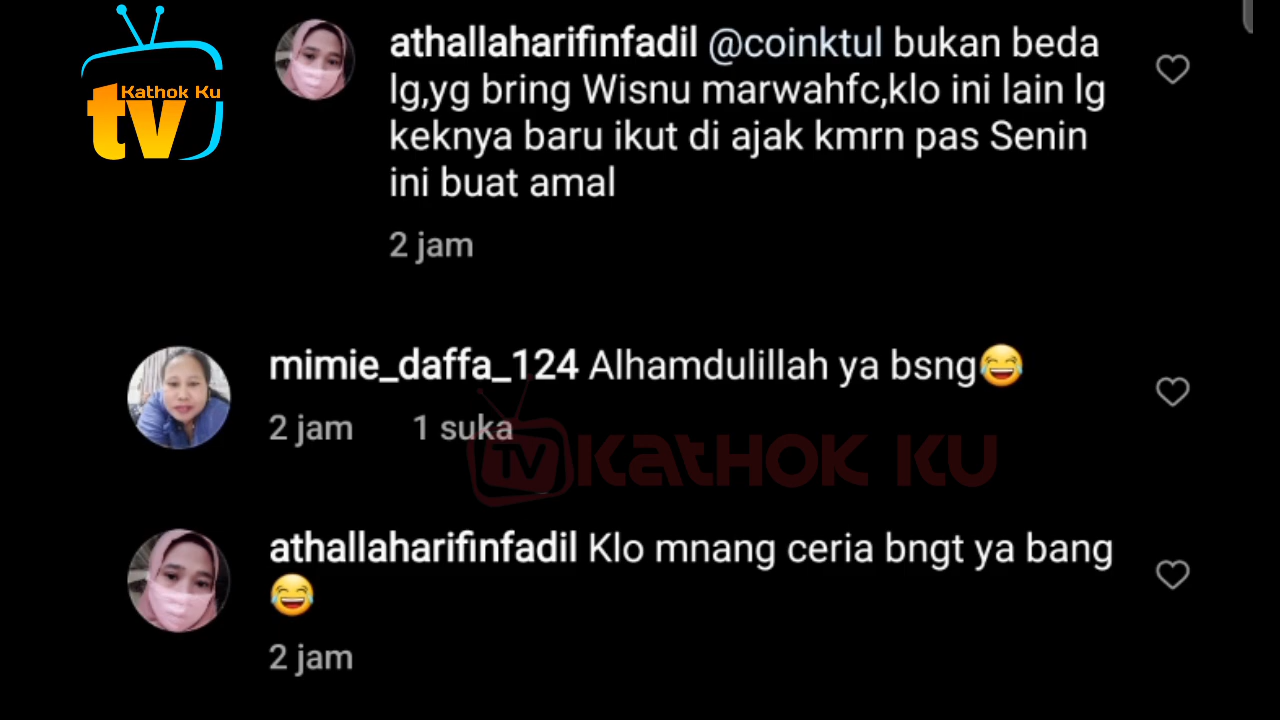 Kathok Ku
tv
athallaharifinfadil @coinktul bukan beda
lg,yg bring Wisnu marwahfc,klo ini lain lg
keknya baru ikut di ajak kmrn pas Senin
ini buat amal
2 jam
mimie_daffa_124 Alhamdulillah ya bsng😂
2 jam 1 suka
TV KATHOK KU
athallaharifinfadil Klo mnang ceria bngt ya bang
😂
2 jam